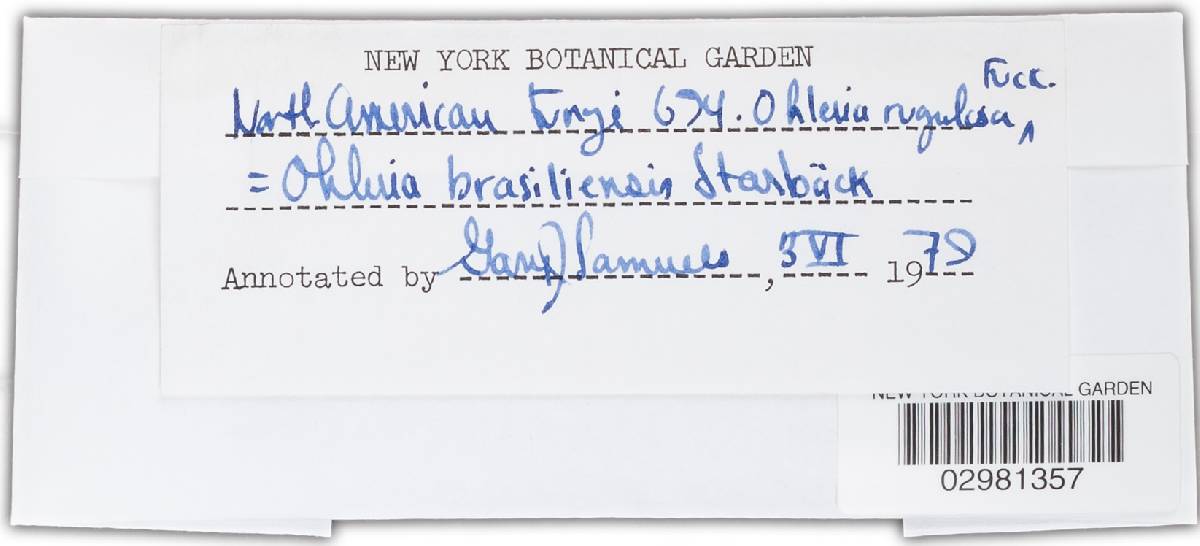 NEW YORK BOTANICAL GARDEN
North American Fungi 694. Ohleria rugulosa Fuck.
= Ohleria brasiliensis Starbäck
Annotated by Gary J Samuels, 3 VI 1979
NEW YORK BOTANICAL GARDEN
02981357